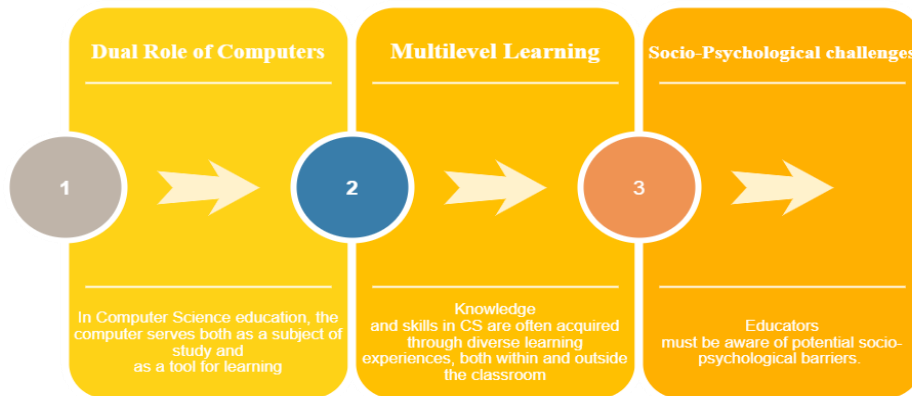 Dual Role of Computers
Multilevel Learning
Socio-Psychological challenges
1
2
3
In Computer Science education, the
computer serves both as a subject of
study and
as a tool for learning
Knowledge
and skills in CS are often acquired
through diverse learning
experiences, both within and outside
the classroom
Educators
must be aware of potential socio-
psychological barriers.